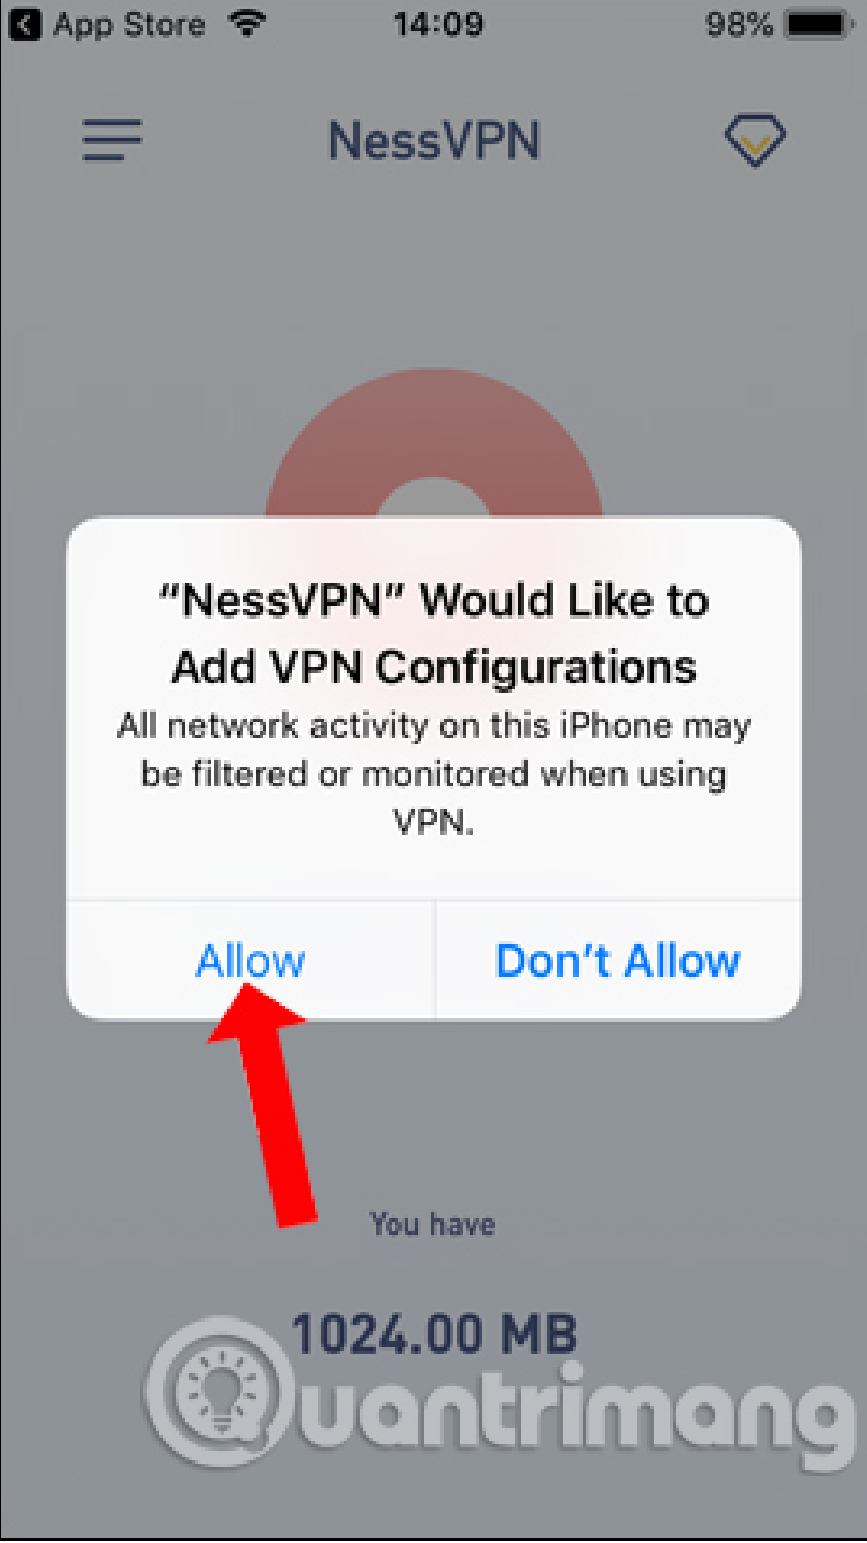 App Store 14:09 98%
NessVPN
“NessVPN” Would Like to
Add VPN Configurations
All network activity on this iPhone may
be filtered or monitored when using
VPN.
Allow Don’t Allow
You have
1024.00 MB
Quantrimang